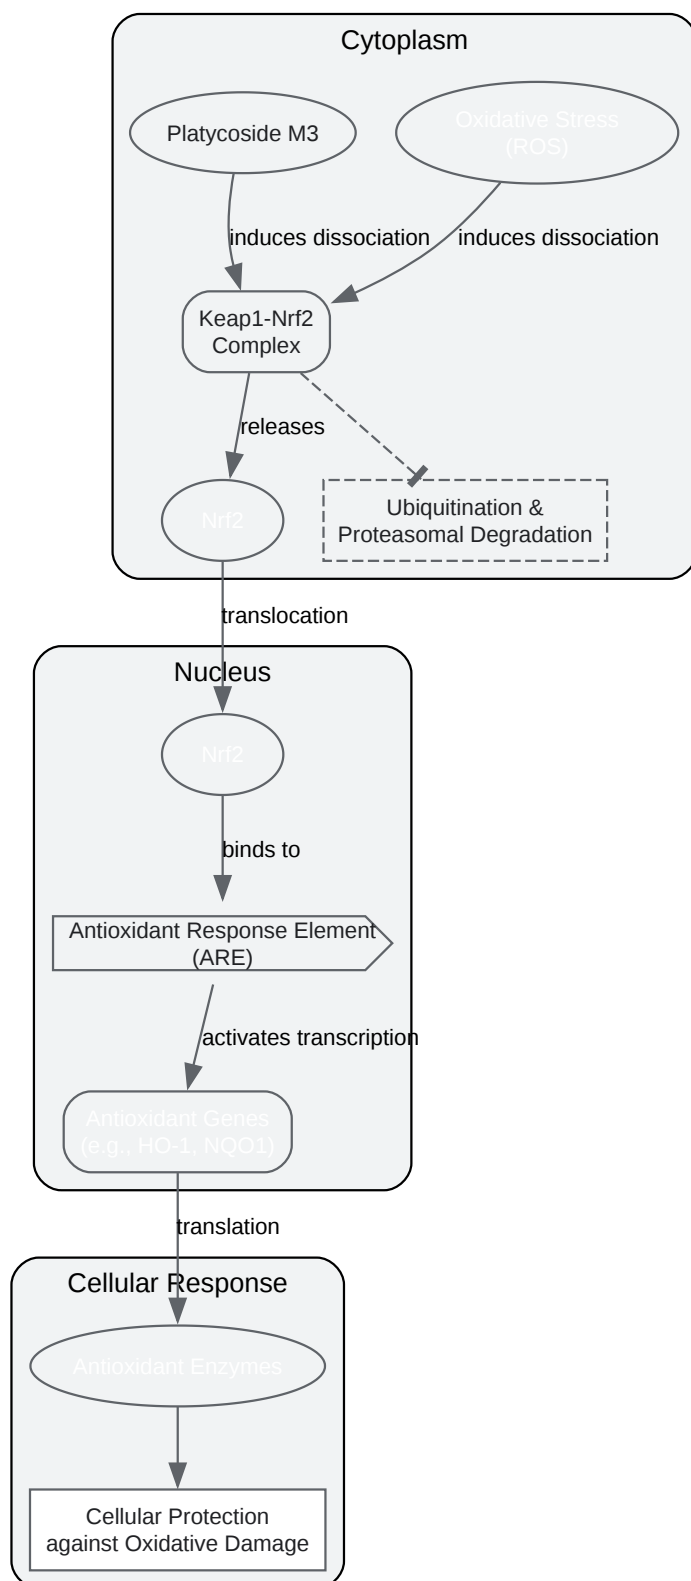 Cytoplasm
Platycoside M3
Oxidative Stress
(ROS)
induces dissociation
induces dissociation
Keap1-Nrf2
Complex
releases
Nrf2
Ubiquitination &
Proteasomal Degradation
translocation
Nucleus
Nrf2
binds to
Antioxidant Response Element
(ARE)
activates transcription
Antioxidant Genes
(e.g., HO-1, NQO1)
translation
Cellular Response
Antioxidant Enzymes
Cellular Protection
against Oxidative Damage